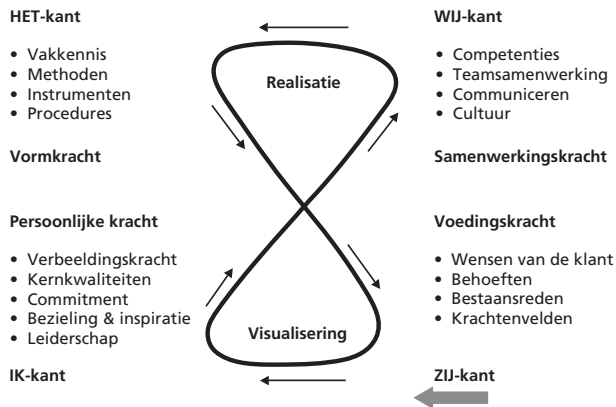 HET-kant
• Vakkennis
• Methoden
• Instrumenten
• Procedures
Vormkracht
Realisatie
WIJ-kant
• Competenties
• Teamsamenwerking
• Communiceren
• Cultuur
Samenwerkingskracht
Persoonlijke kracht
• Verbeeldingskracht
• Kernkwaliteiten
• Commitment
• Bezieling & inspiratie
• Leiderschap
IK-kant
Visualisering
Voedingskracht
• Wensen van de klant
• Behoeften
• Bestaansreden
• Krachtenvelden
ZIJ-kant